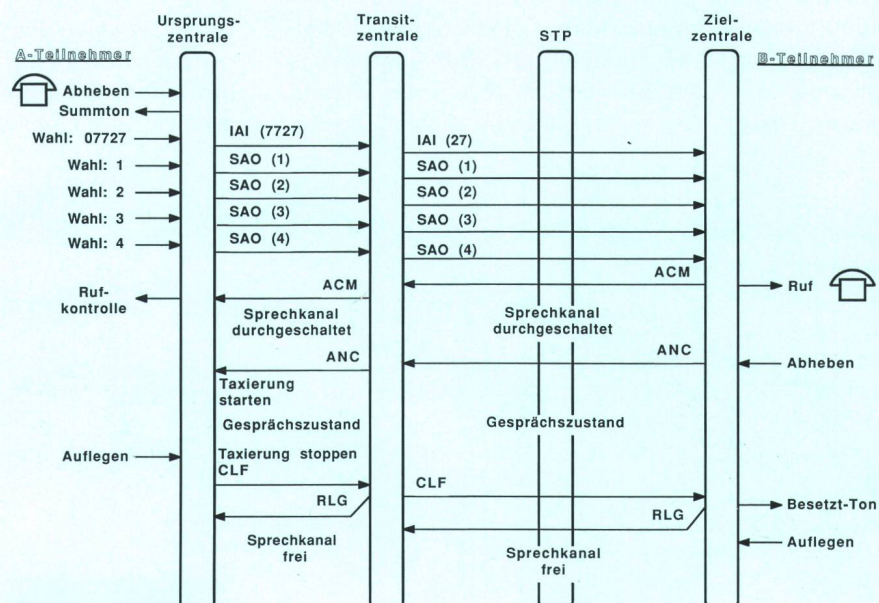 Ursprungs-
zentrale
Transit-
zentrale
STP
Ziel-
zentrale
A-Teilnehmer
B-Teilnehmer
Abheben
Summton
Wahl: 07727
IAI (7727)
IAI (27)
Wahl: 1
SAO (1)
SAO (1)
Wahl: 2
SAO (2)
SAO (2)
Wahl: 3
SAO (3)
SAO (3)
Wahl: 4
SAO (4)
SAO (4)
ACM
ACM
Ruf
Ruf-
kontrolle
Sprechkanal
durchgeschaltet
Sprechkanal
durchgeschaltet
ANC
ANC
Abheben
Taxierung
starten
Gesprächszustand
Gesprächszustand
Auflegen
Taxierung stoppen
CLF
CLF
RLG
RLG
Besetzt-Ton
Sprechkanal
frei
Sprechkanal
frei
Auflegen